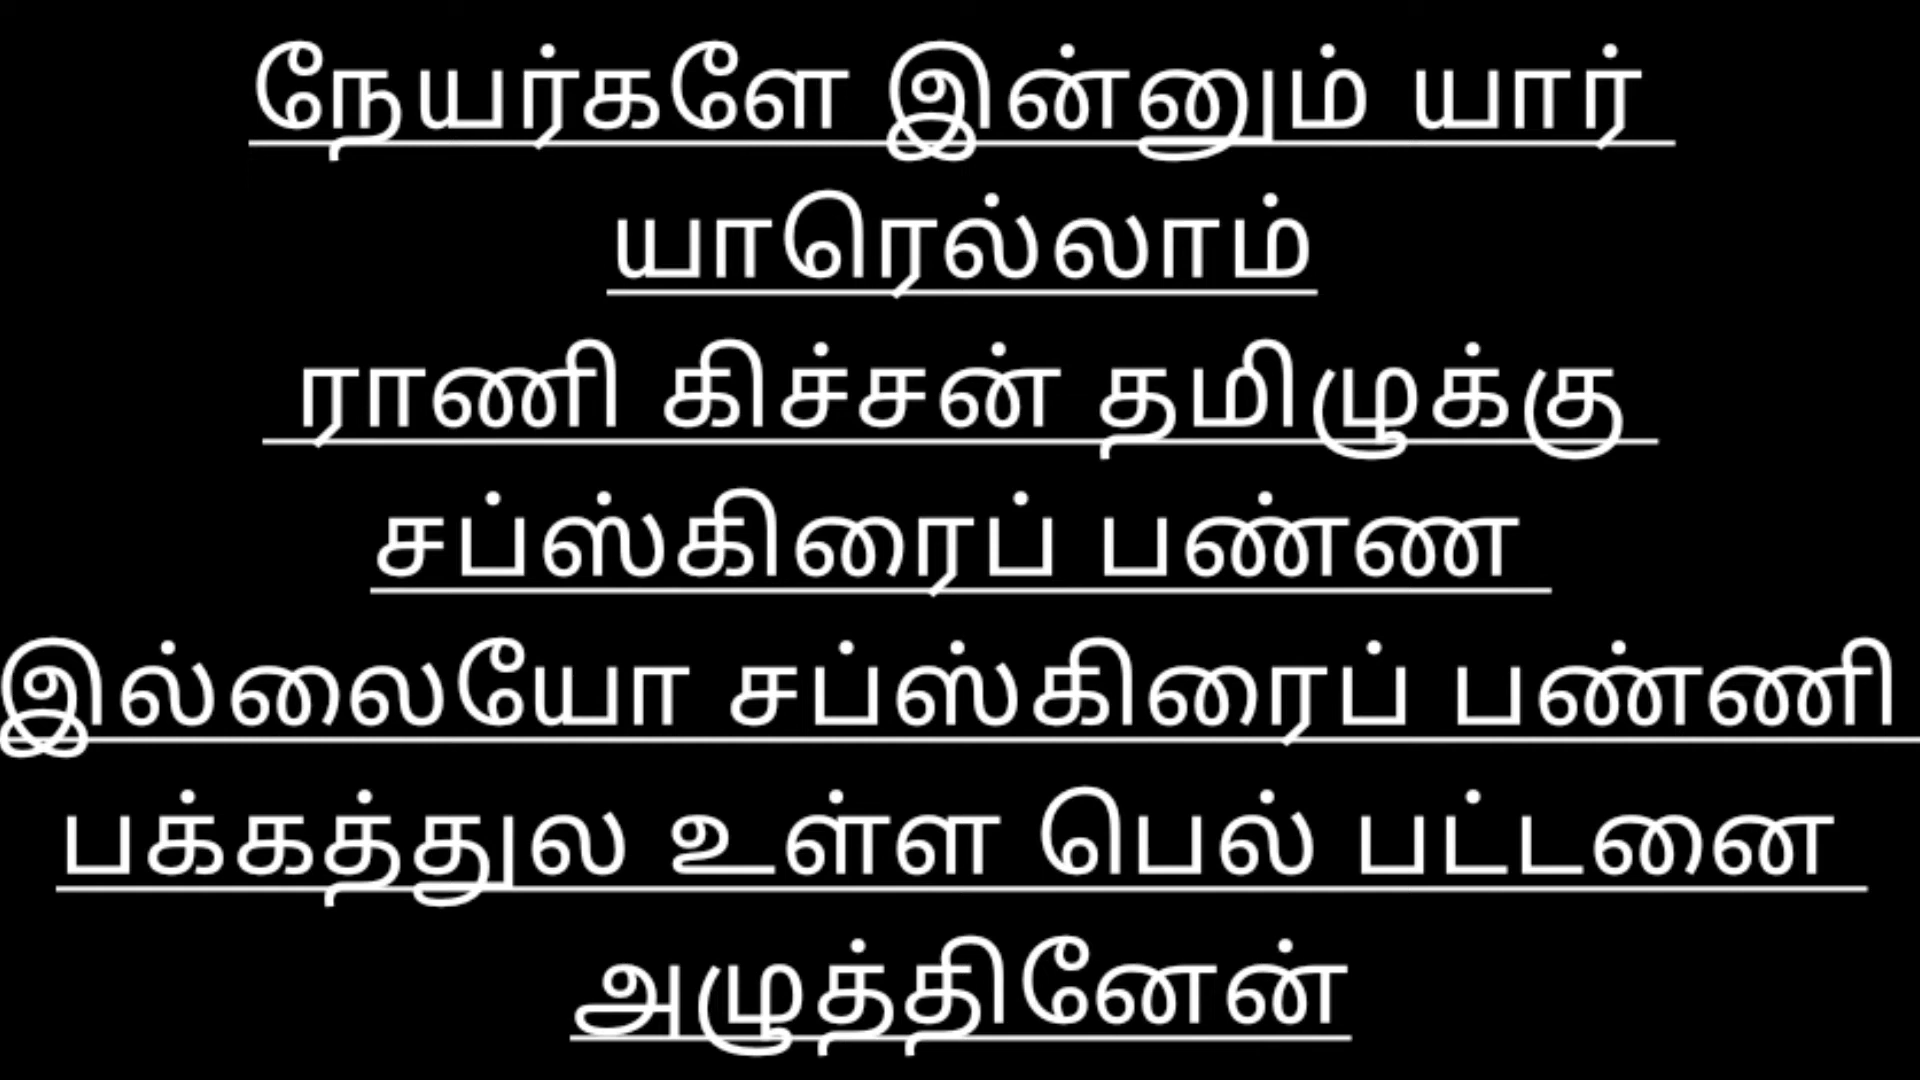 நேயர்களே இன்னும் யார்
யாரெல்லாம்
ராணி கிச்சன் தமிழுக்கு
சப்ஸ்கிரைப் பண்ண
இல்லையோ சப்ஸ்கிரைப் பண்ணி
பக்கத்துல உள்ள பெல் பட்டனை
அழுத்தினேன்